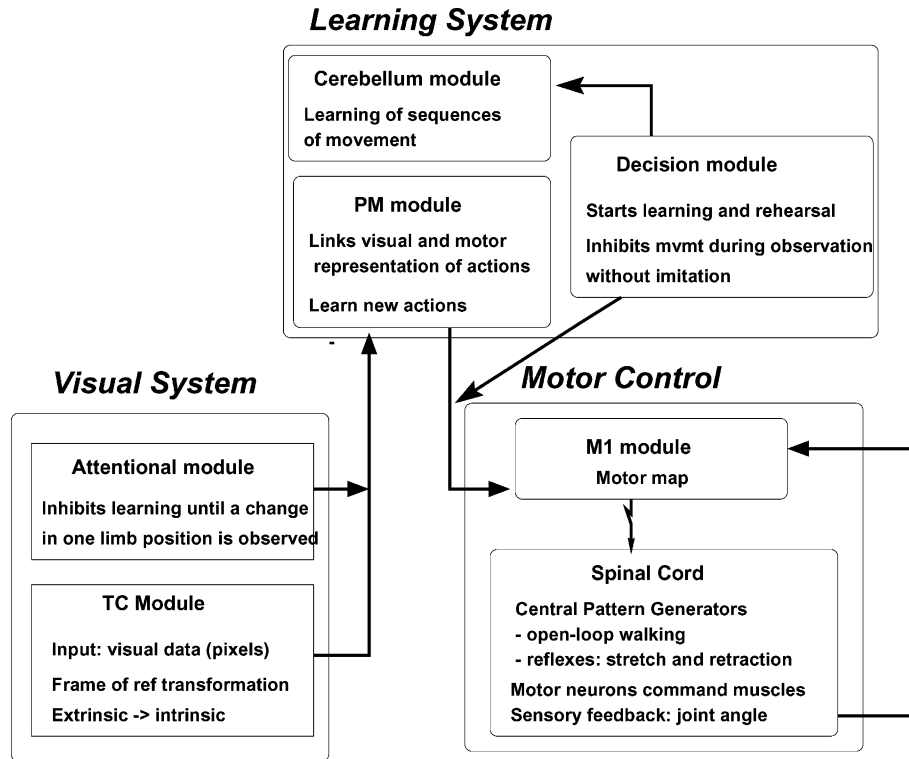 Learning System
Cerebellum module
Learning of sequences
of movement
Decision module
Starts learning and rehearsal
Inhibits mvmt during observation
without imitation
PM module
Links visual and motor
representation of actions
Learn new actions
-
Visual System
Attentional module
Inhibits learning until a change
in one limb position is observed
TC Module
Input: visual data (pixels)
Frame of ref transformation
Extrinsic -> intrinsic
Motor Control
M1 module
Motor map
Spinal Cord
Central Pattern Generators
- open-loop walking
- reflexes: stretch and retraction
Motor neurons command muscles
Sensory feedback: joint angle